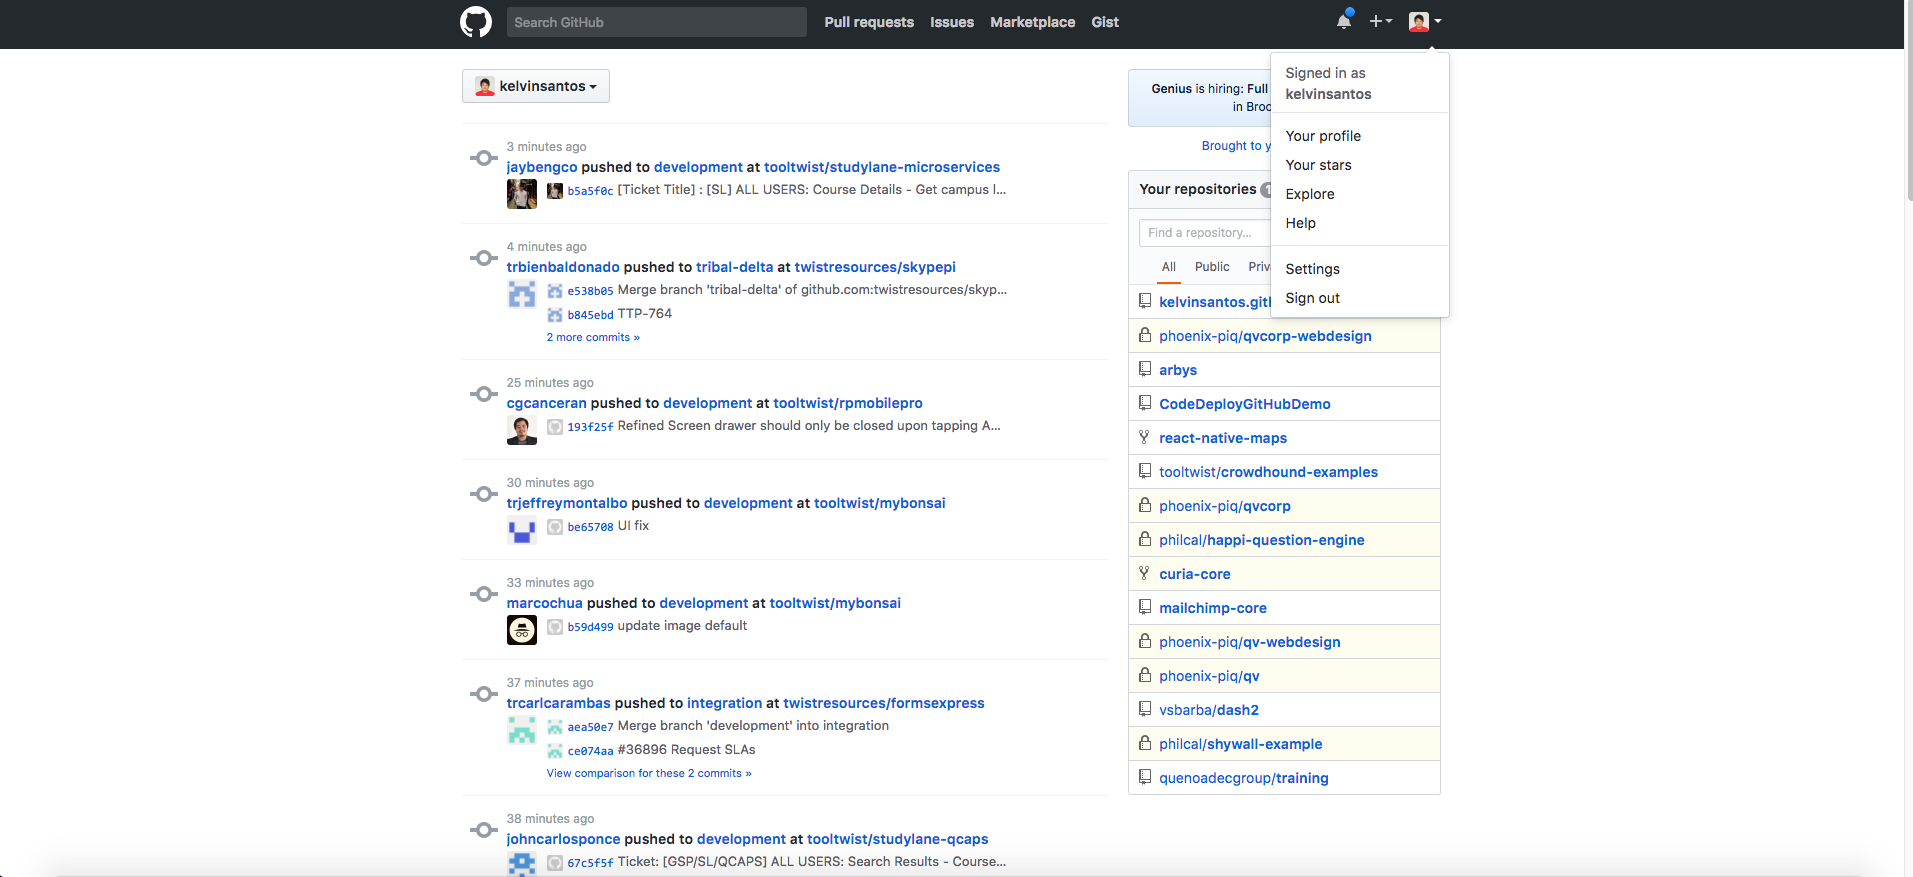 Search GitHub
Pull requests
Issues
Marketplace
Gist
Signed in as
kelvinsantos
Your profile
Your stars
Explore
Help
Settings
Sign out
kelvinsantos
3 minutes ago
jaybengco pushed to development at tooltwist/studylane-microservices
b5a5f0c [Ticket Title] : [SL] ALL USERS: Course Details - Get campus l...
4 minutes ago
trbienbaldonado pushed to tribal-delta at twistresources/skypepi
e538b05 Merge branch 'tribal-delta' of github.com:twistresources/skyp...
b845ebd TTP-764
2 more commits »
25 minutes ago
cgcanceran pushed to development at tooltwist/rpmobilepro
193f25f Refined Screen drawer should only be closed upon tapping A...
30 minutes ago
trjeffreymontalbo pushed to development at tooltwist/mybonsai
be65708 UI fix
33 minutes ago
marcochua pushed to development at tooltwist/mybonsai
b59d499 update image default
37 minutes ago
trcarlcarambas pushed to integration at twistresources/formsexpress
aea50e7 Merge branch 'development' into integration
ce074aa #36896 Request SLAs
View comparison for these 2 commits »
38 minutes ago
johncarlosponce pushed to development at tooltwist/studylane-qcaps
67c5f5f Ticket: [GSP/SL/QCAPS] ALL USERS: Search Results - Course...
Genius is hiring: Full
in Broo
Brought to y
Your repositories 1
Find a repository...
All
Public
Priv
kelvinsantos.git
phoenix-piq/qvcorp-webdesign
arbys
CodeDeployGitHubDemo
react-native-maps
tooltwist/crowdhound-examples
phoenix-piq/qvcorp
philcal/happi-question-engine
curia-core
mailchimp-core
phoenix-piq/qv-webdesign
phoenix-piq/qv
vsbarba/dash2
philcal/shywall-example
quenoadecgroup/training